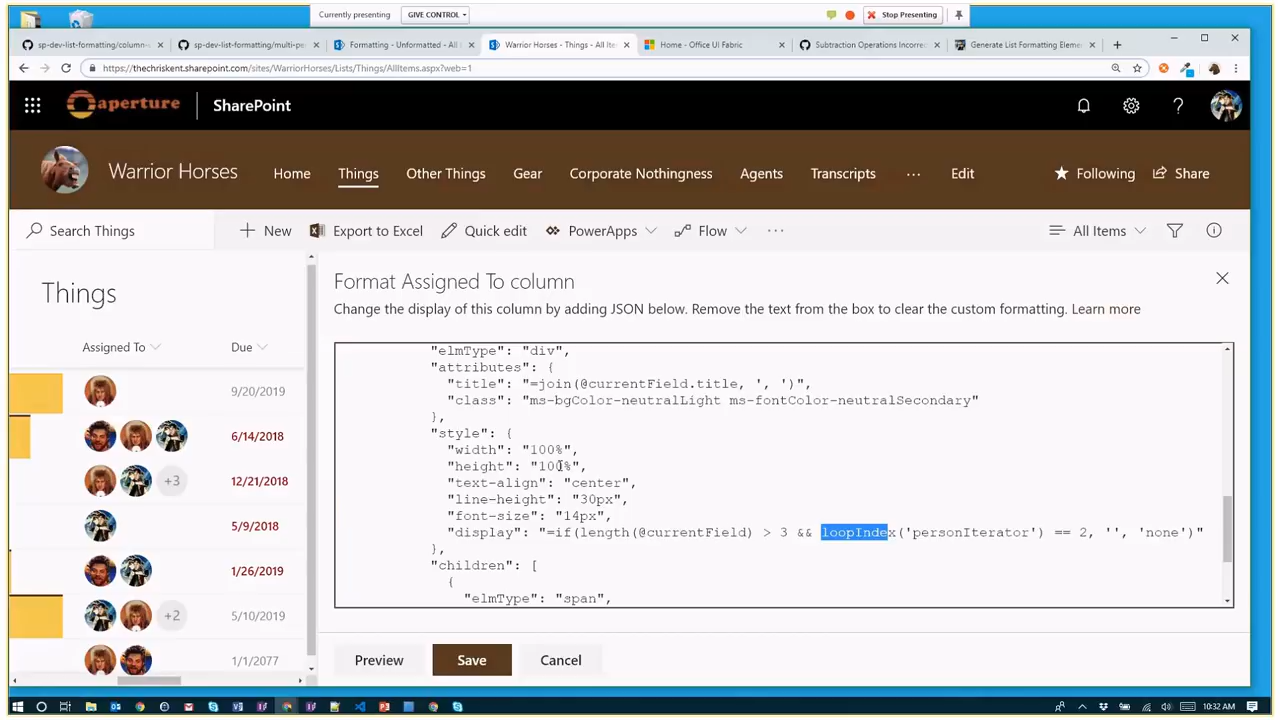 Currently presenting
GIVE CONTROL
Stop Presenting
sp-dev-list-formatting/column-s
sp-dev-list-formatting/multi-pe
Formatting - Unformatted - All
Warrior Horses - Things - All Ite
Home - Office UI Fabric
Subtraction Operations Incorrec
Generate List Formatting Eleme
https://thechriskent.sharepoint.com/sites/WarriorHorses/Lists/Things/AllItems.aspx?web=1
aperture
SharePoint
Warrior Horses
Home
Things
Other Things
Gear
Corporate Nothingness
Agents
Transcripts
...
Edit
Following
Share
Search Things
New
Export to Excel
Quick edit
PowerApps
Flow
...
All Items
Things
Format Assigned To column
Change the display of this column by adding JSON below. Remove the text from the box to clear the custom formatting. Learn more
Assigned To
Due
9/20/2019
6/14/2018
+3
12/21/2018
5/9/2018
1/26/2019
+2
5/10/2019
1/1/2077
"elmType": "div",
"attributes": {
"title": "=join(@currentField.title, ', ')",
"class": "ms-bgColor-neutralLight ms-fontColor-neutralSecondary"
},
"style": {
"width": "100%",
"height": "100%",
"text-align": "center",
"line-height": "30px",
"font-size": "14px",
"display": "=if(length(@currentField) > 3 && loopIndex('personIterator') == 2, '', 'none')"
},
"children": [
{
"elmType": "span",
Preview
Save
Cancel
10:32 AM